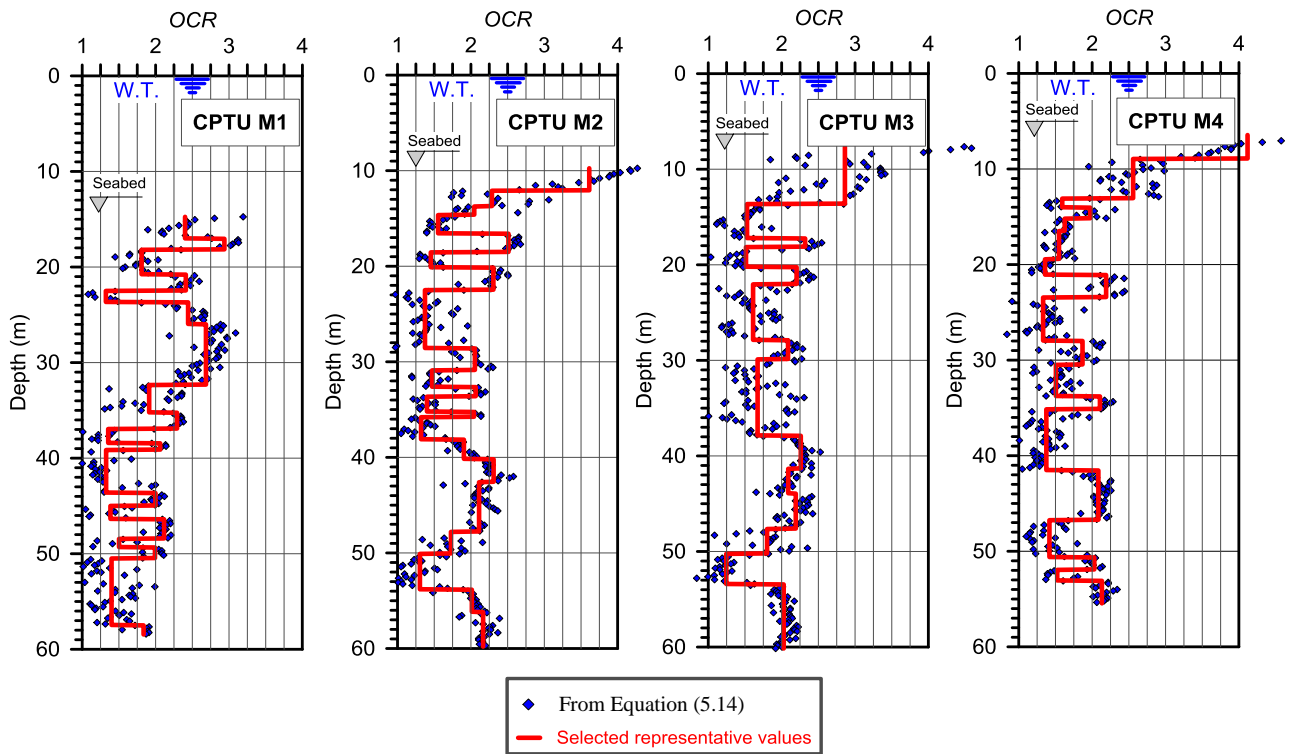 OCR
OCR
OCR
OCR
1 2 3 4
1 2 3 4
1 2 3 4
1 2 3 4
0
10
20
30
40
50
60
Depth (m)
W.T.
CPTU M1
Seabed
0
10
20
30
40
50
60
Depth (m)
W.T.
CPTU M2
Seabed
0
10
20
30
40
50
60
Depth (m)
W.T.
CPTU M3
Seabed
0
10
20
30
40
50
60
Depth (m)
W.T.
CPTU M4
Seabed
From Equation (5.14)
Selected representative values